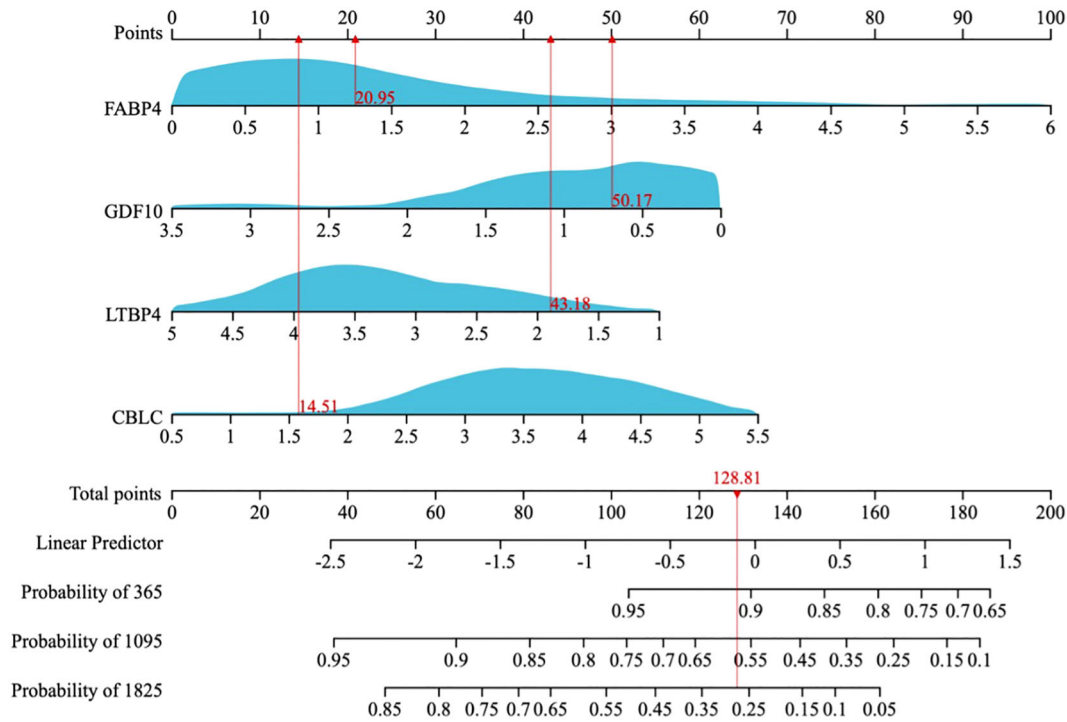 0 10 20 30 40 50 60 70 80 90 100
Points
20.95
FABP4
0 0.5 1 1.5 2 2.5 3 3.5 4 4.5 5 5.5 6
50.17
GDF10
3.5 3 2.5 2 1.5 1 0.5 0
43.18
LTBP4
5 4.5 4 3.5 3 2.5 2 1.5 1
14.51
CBLC
0.5 1 1.5 2 2.5 3 3.5 4 4.5 5 5.5
128.81
Total points
0 20 40 60 80 100 120 140 160 180 200
Linear Predictor
-2.5 -2 -1.5 -1 -0.5 0 0.5 1 1.5
Probability of 365
0.95 0.9 0.85 0.8 0.75 0.7 0.65
Probability of 1095
0.95 0.9 0.85 0.8 0.75 0.7 0.65 0.55 0.45 0.35 0.25 0.15 0.1
Probability of 1825
0.85 0.8 0.75 0.7 0.65 0.55 0.45 0.35 0.25 0.15 0.1 0.05